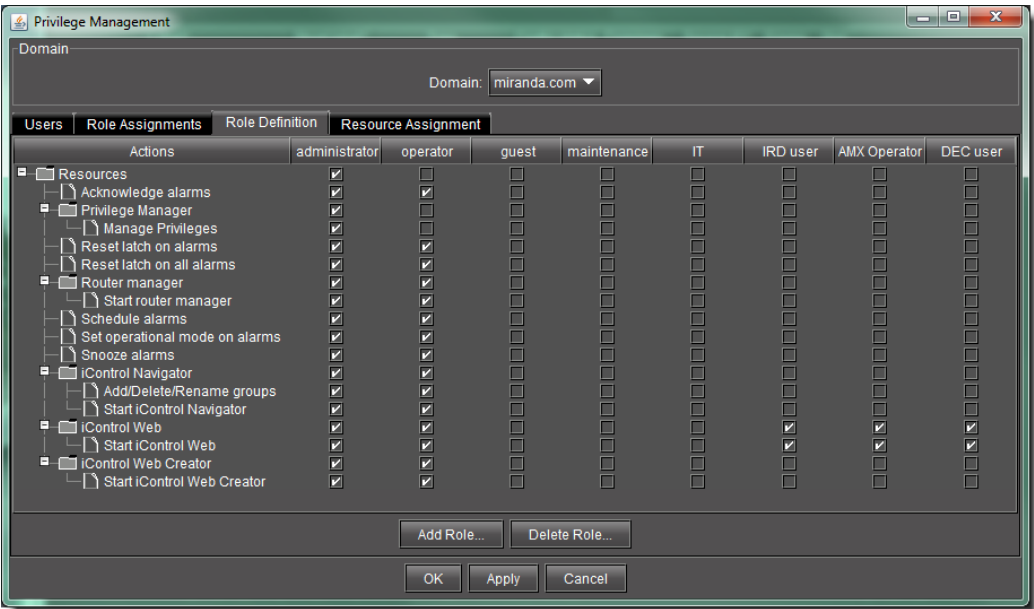 Privilege Management
Domain
Domain: miranda.com
Users Role Assignments Role Definition Resource Assignment
Actions administrator operator guest maintenance IT IRD user AMX Operator DEC user
Resources
Acknowledge alarms
Privilege Manager
Manage Privileges
Reset latch on alarms
Reset latch on all alarms
Router manager
Start router manager
Schedule alarms
Set operational mode on alarms
Snooze alarms
iControl Navigator
Add/Delete/Rename groups
Start iControl Navigator
iControl Web
Start iControl Web
iControl Web Creator
Start iControl Web Creator
Add Role... Delete Role...
OK Apply Cancel